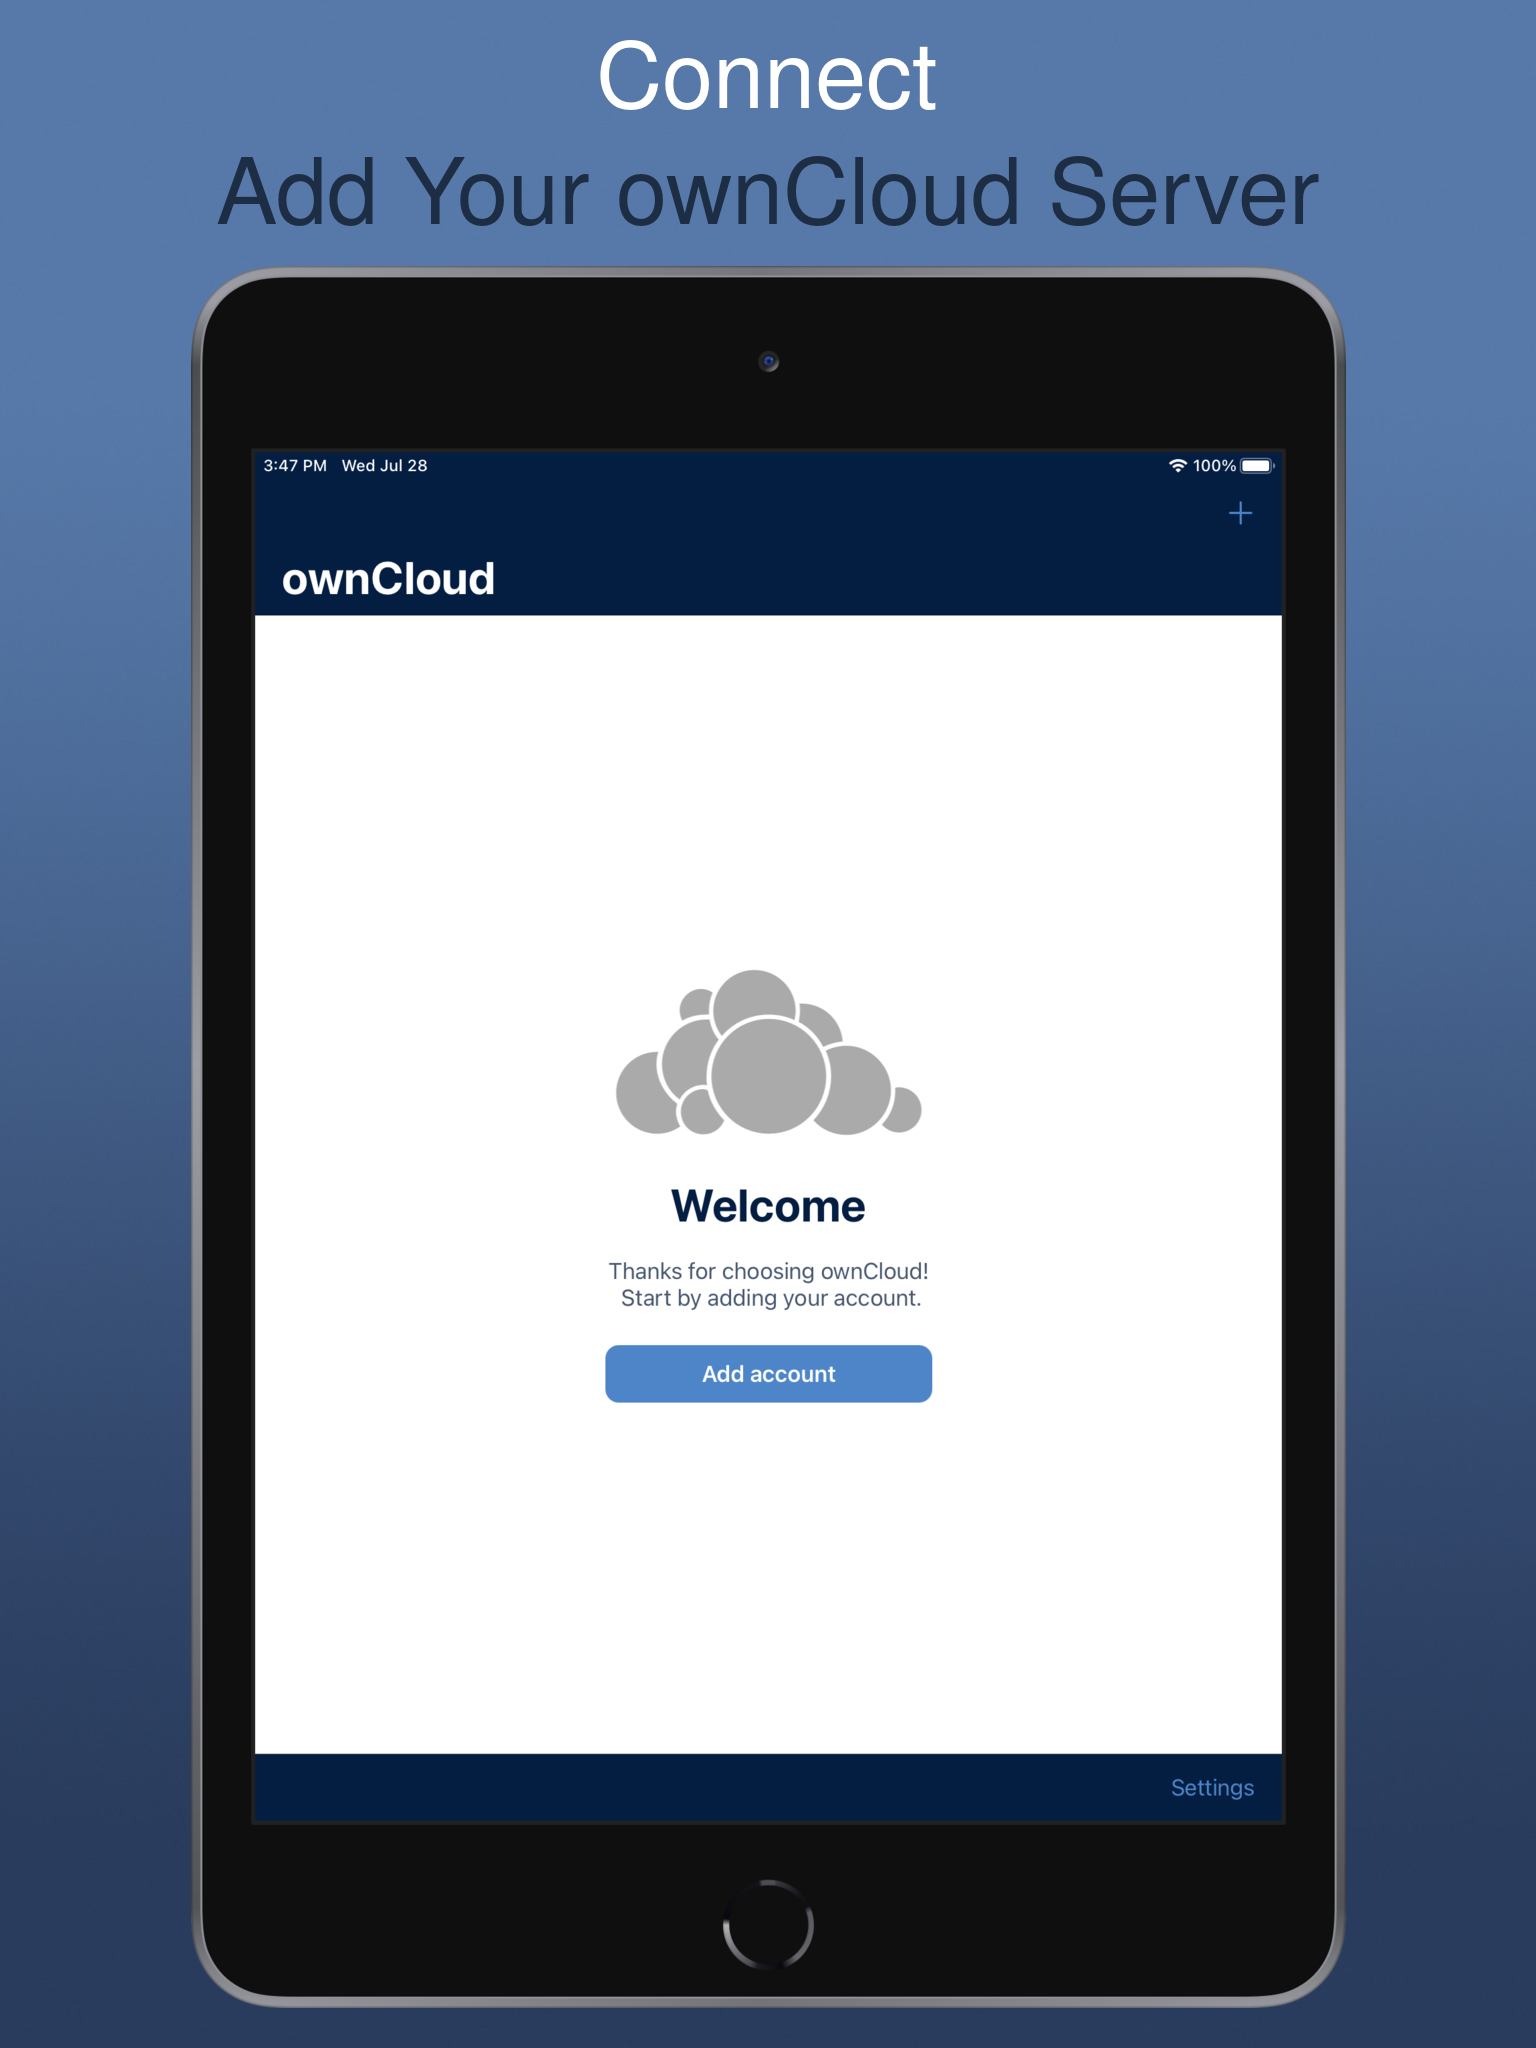 Connect
Add Your ownCloud Server
3:47 PM Wed Jul 28 100%
ownCloud
Welcome
Thanks for choosing ownCloud!
Start by adding your account.
Add account
Settings